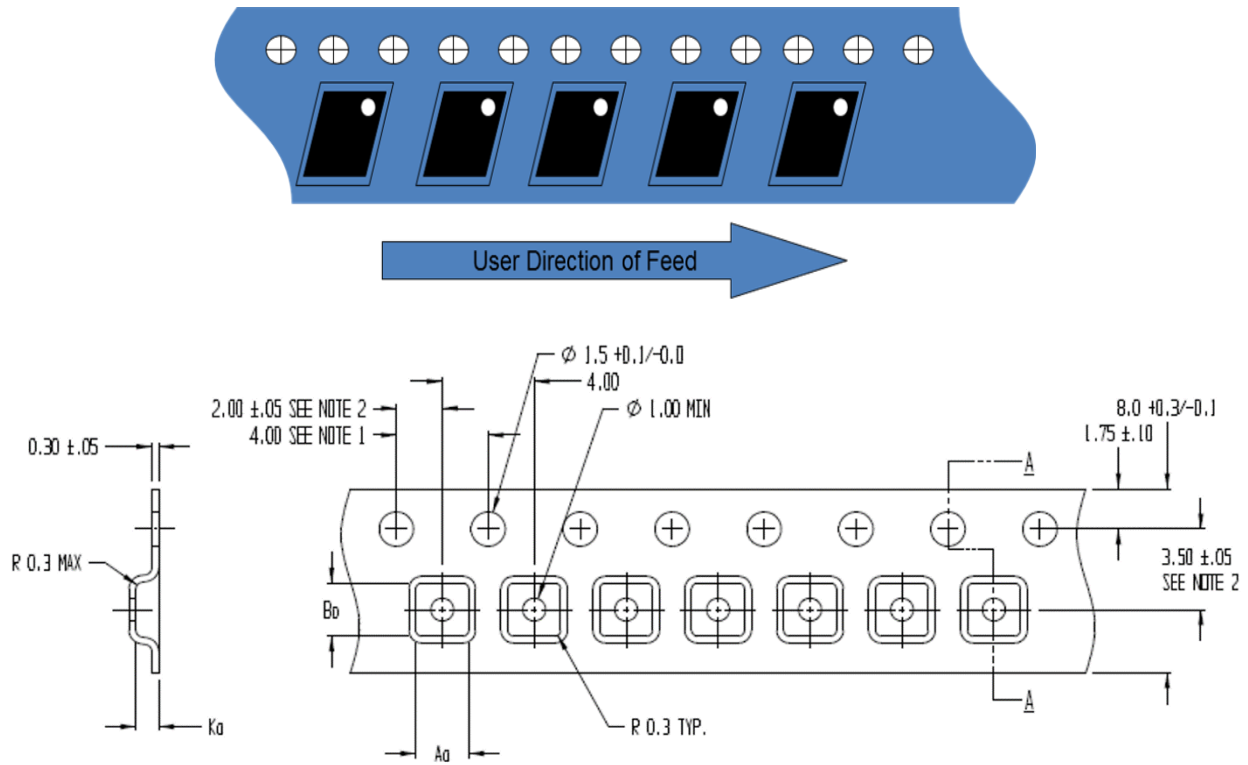 User Direction of Feed
Ø 1.5 +0.1/-0.0
4.00
2.00 ±.05 SEE NOTE 2
Ø 1.00 MIN
8.0 +0.3/-0.1
4.00 SEE NOTE 1
1.75 ±.10
0.30 ±.05
A
R 0.3 MAX
3.50 ±.05
SEE NOTE 2
Bo
A
Ko
R 0.3 TYP.
Ao